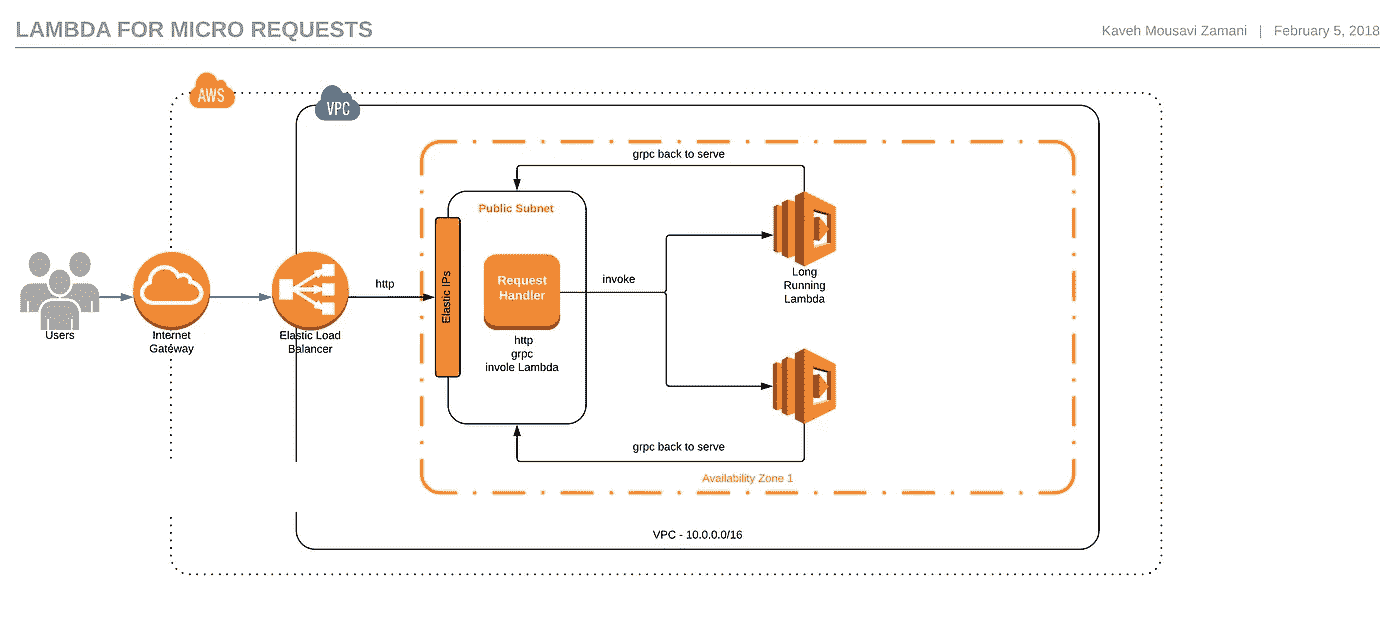 LAMBDA FOR MICRO REQUESTS
Kaveh Mousavi Zamani | February 5, 2018
AWS
VPC
grpc back to serve
Public Subnet
Elastic IPs
Request
Handler
http
grpc
invole Lambda
http
invoke
Long
Running
Lambda
Users
Internet
Gateway
Elastic Load
Balancer
grpc back to serve
Availability Zone 1
VPC - 10.0.0.0/16